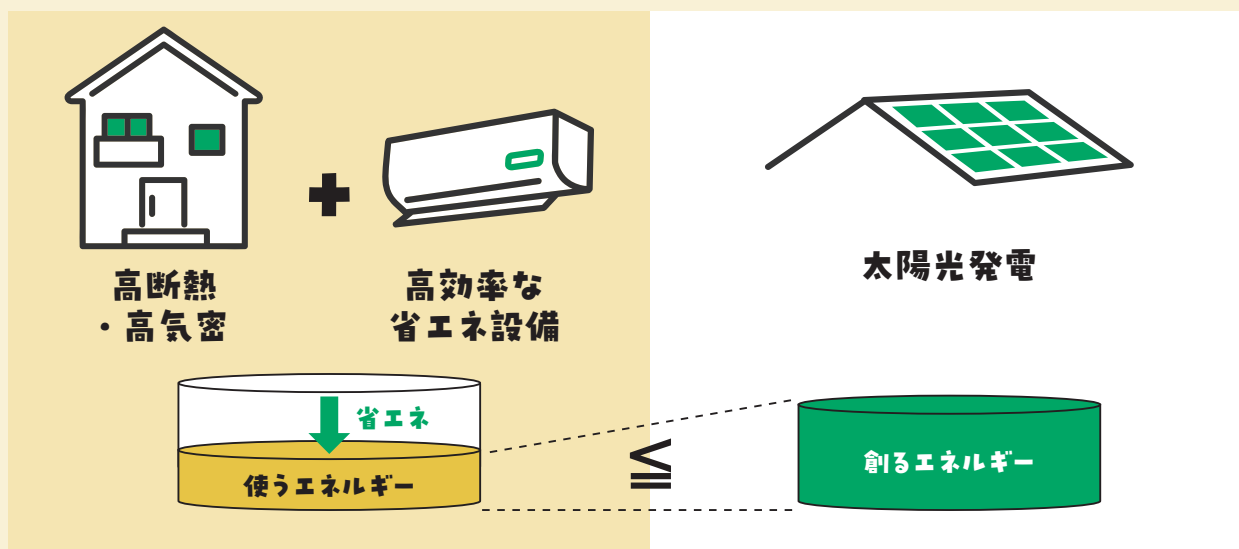 高断熱
・高気密
+
高効率な
省エネ設備
太陽光発電
省エネ
使うエネルギー
≦
創るエネルギー